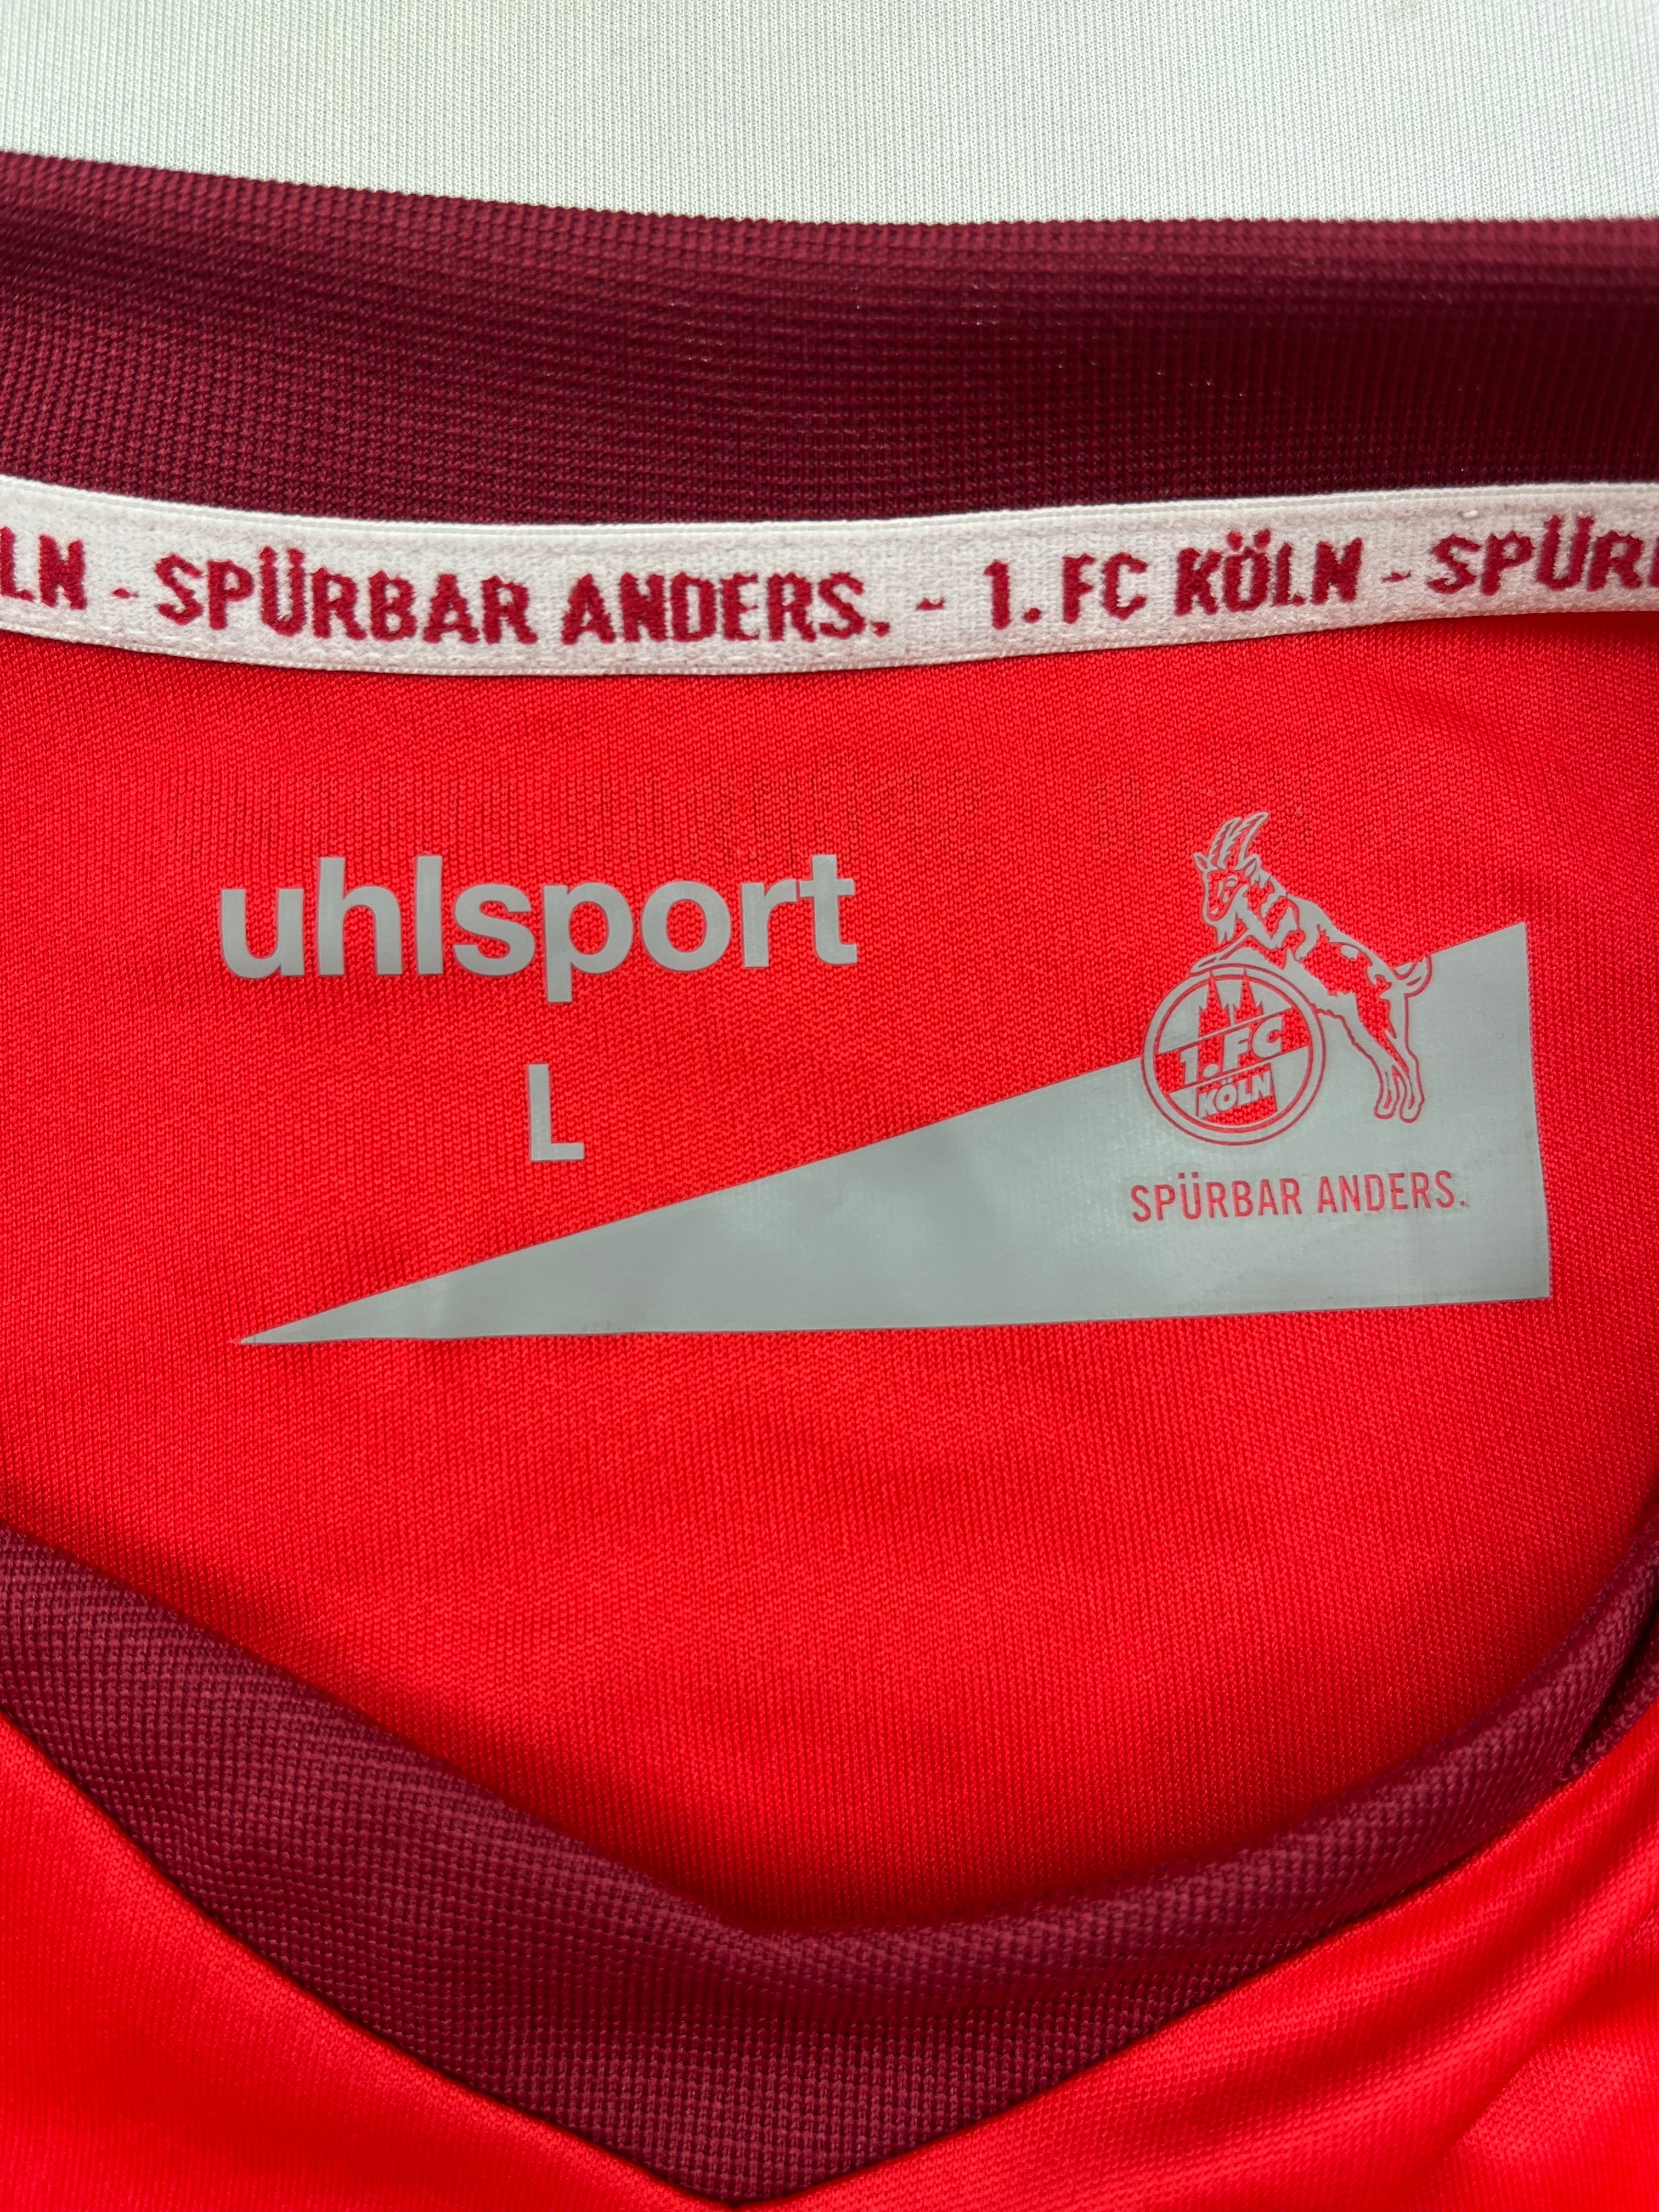 LN - SPÜRBAR ANDERS. - 1. FC KÖLN - SPÜR
uhlsport
L
1. FC
KÖLN
SPÜRBAR ANDERS.